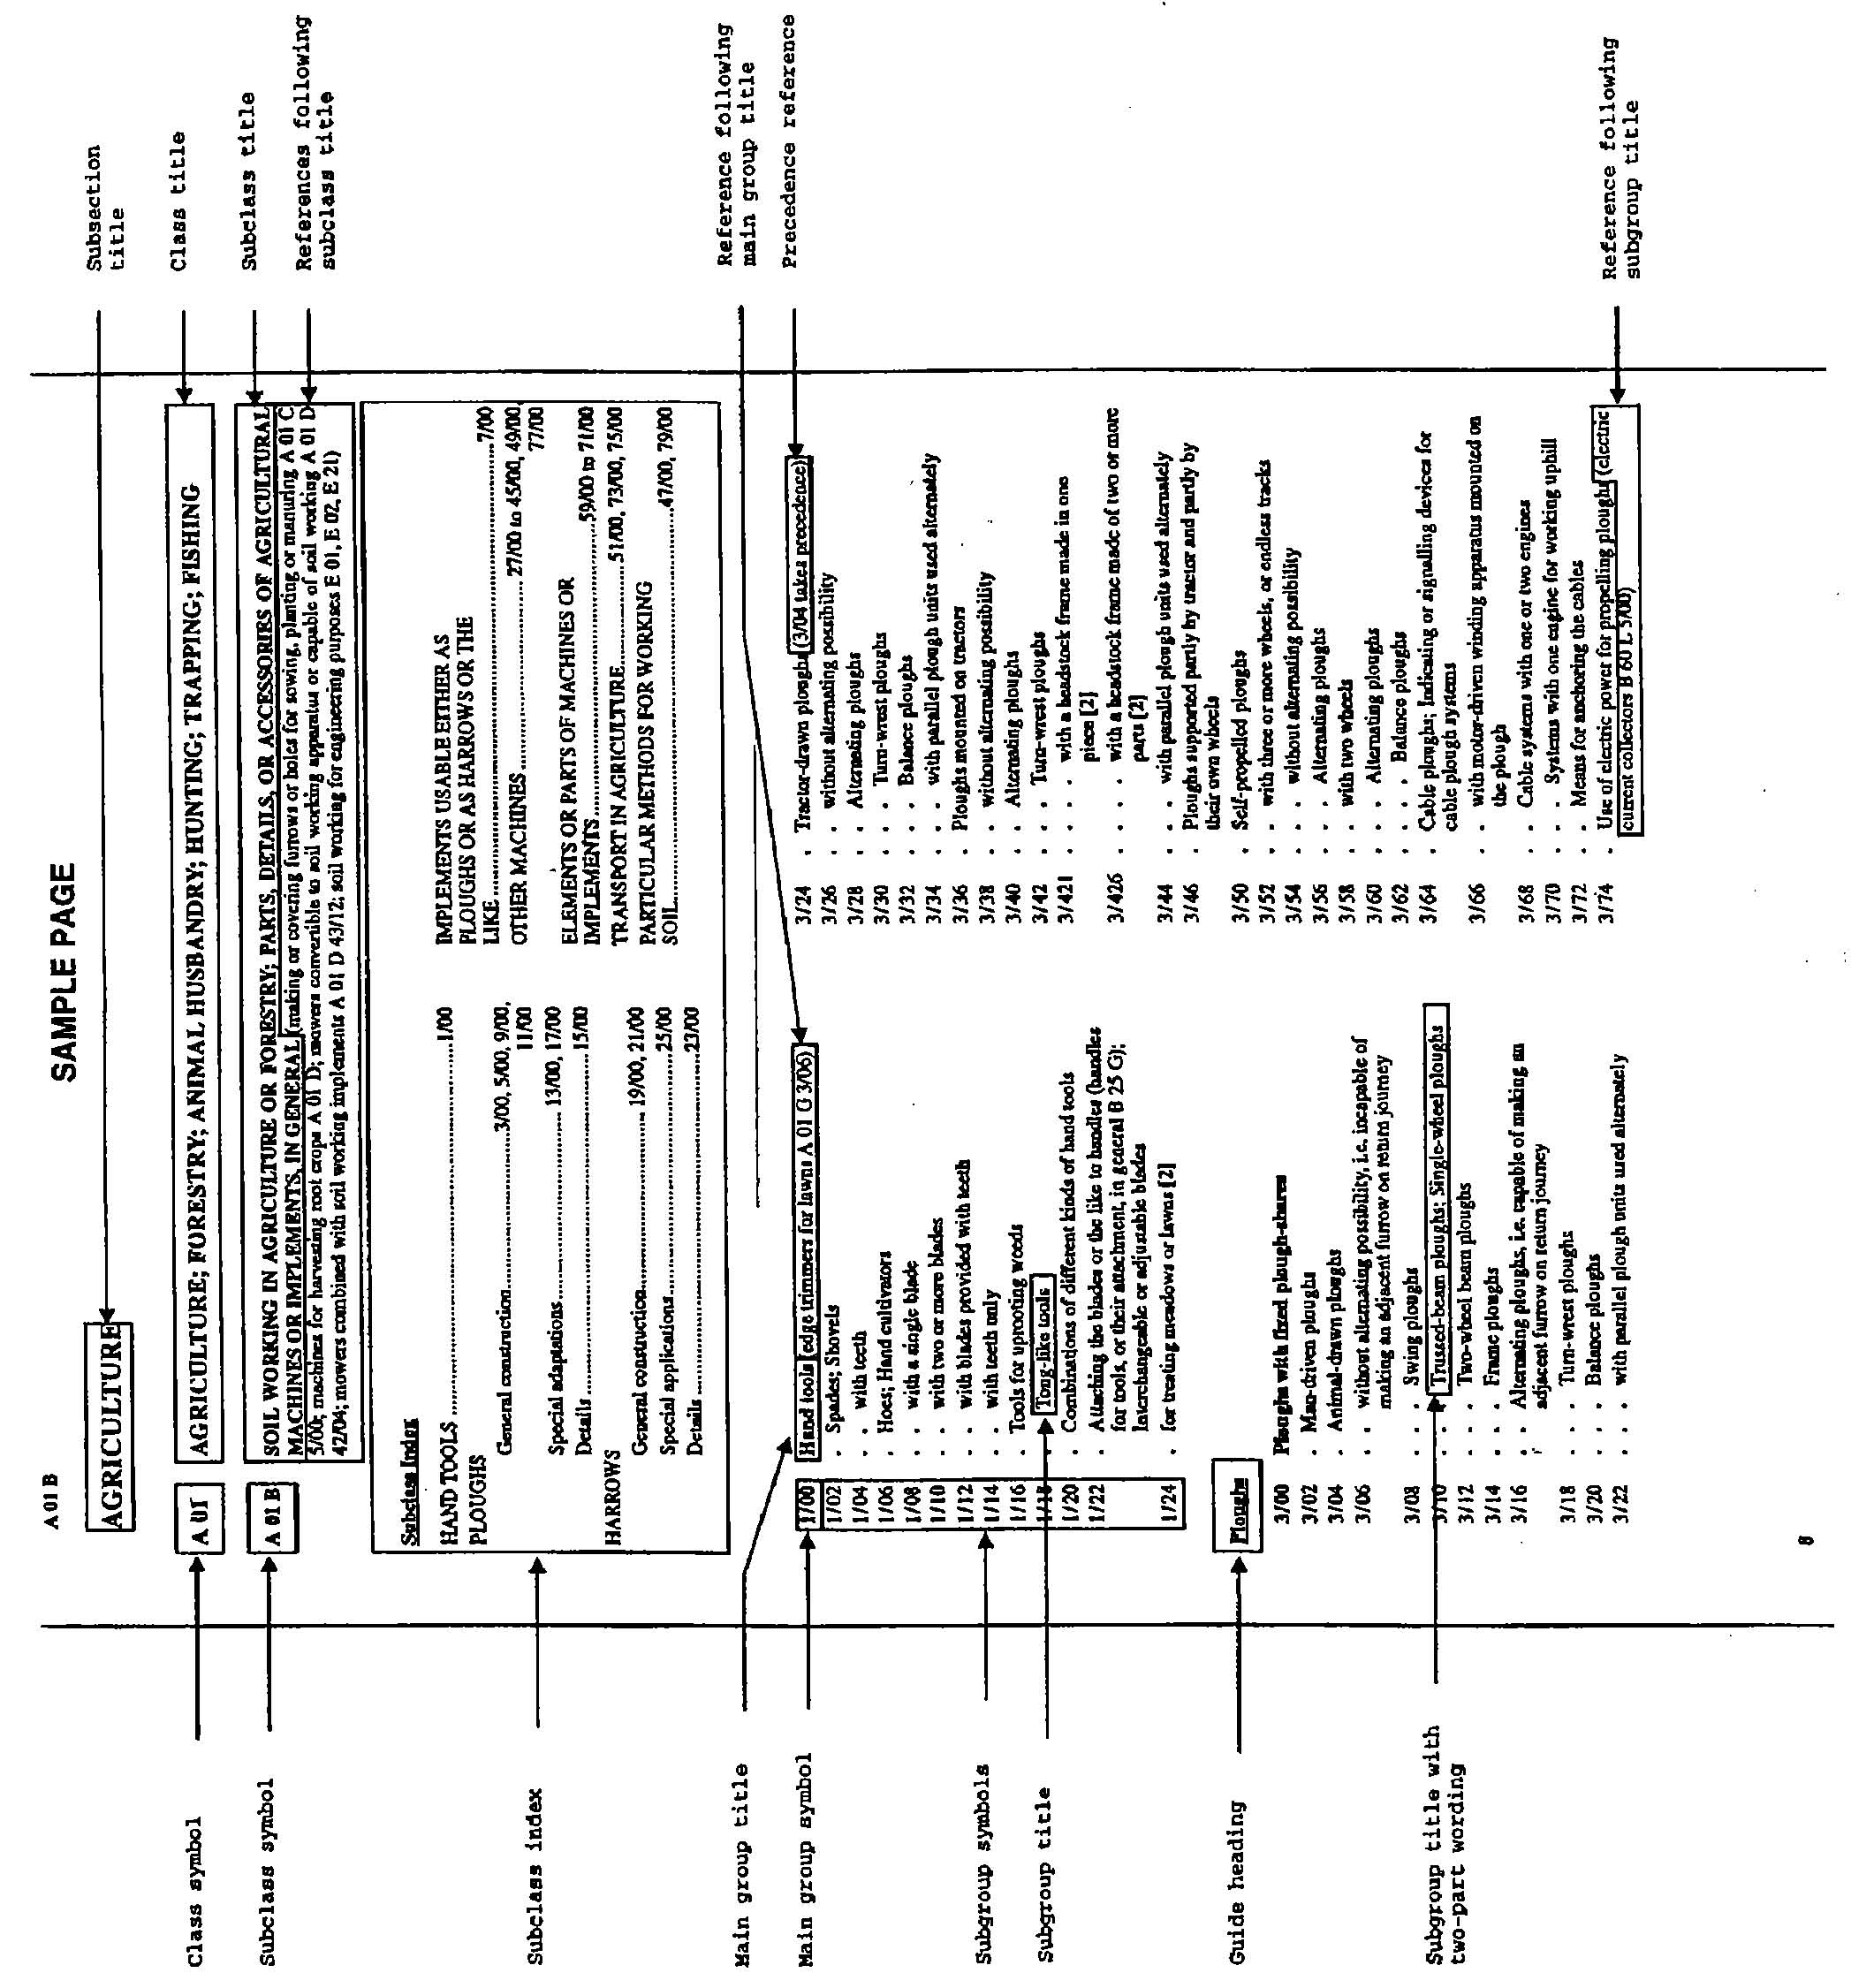 SAMPLE PAGE
A 01 B
AGRICULTURE
Subsection
title
Class symbol
A 01
AGRICULTURE; FORESTRY; ANIMAL HUSBANDRY; HUNTING; TRAPPING; FISHING
Class title
Subclass symbol
A 01 B
SOIL WORKING IN AGRICULTURE OR FORESTRY; PARTS, DETAILS, OR ACCESSORIES OF AGRICULTURAL
MACHINES OR IMPLEMENTS, IN GENERAL (making or covering furrows or holes for sowing, planting or manuring A 01 C
5/00; machines for harvesting root crops A 01 D; mowers convertible to soil working apparatus or capable of soil working A 01 D
42/04; mowers combined with soil working implements A 01 D 43/12; soil working for engineering purposes E 01, E 02, E 21)
Subclass title
References following
subclass title
Subclass index
Subclass Index
HAND TOOLS ..... 1/00
PLOUGHS
General construction..... 3/00, 5/00, 9/00,
11/00
Special adaptations..... 13/00, 17/00
Details..... 15/00
HARROWS
General construction..... 19/00, 21/00
Special applications..... 25/00
Details..... 23/00
IMPLEMENTS USABLE EITHER AS
PLOUGHS OR AS HARROWS OR THE
LIKE..... 7/00
OTHER MACHINES ..... 27/00 to 45/00, 49/00,
77/00
ELEMENTS OR PARTS OF MACHINES OR
IMPLEMENTS..... 59/00 to 71/00
TRANSPORT IN AGRICULTURE..... 51/00, 73/00, 75/00
PARTICULAR METHODS FOR WORKING
SOIL..... 47/00, 79/00
Main group title
Main group symbol
Subgroup symbols
Subgroup title
Guide heading
Subgroup title with
two-part wording
1/00 Hand tools (edge trimmers for lawns A 01 G 3/06)
1/02 . Spades; Shovels
1/04 . . with teeth
1/06 . Hoes; Hand cultivators
1/08 . . with a single blade
1/10 . . with two or more blades
1/12 . . with blades provided with teeth
1/14 . . with teeth only
1/16 . Tools for uprooting weeds
1/18 . . Tong-like tools
1/20 . Combinations of different kinds of hand tools
1/22 . Attaching the blades or the like to handles (handles
for tools, or their attachment, in general B 25 G);
Interchangeable or adjustable blades
1/24 . for treating meadows or lawns [2]
Ploughs
3/00 Ploughs with fixed plough-shares
3/02 . Man-driven ploughs
3/04 . Animal-drawn ploughs
3/06 . . without alternating possibility, i.e. incapable of
making an adjacent furrow on return journey
3/08 . . . Swing ploughs
3/10 . . . Trussed-beam ploughs; Single-wheel ploughs
3/12 . . . Two-wheel beam ploughs
3/14 . . . Frame ploughs
3/16 . . Alternating ploughs, i.e. capable of making an
adjacent furrow on return journey
3/18 . . . Turn-wrest ploughs
3/20 . . . Balance ploughs
3/22 . . . with parallel plough units used alternately
3/24 . Tractor-drawn ploughs (3/04 takes precedence)
3/26 . . without alternating possibility
3/28 . . Alternating ploughs
3/30 . . . Turn-wrest ploughs
3/32 . . . Balance ploughs
3/34 . . . with parallel plough units used alternately
3/36 . Ploughs mounted on tractors
3/38 . . without alternating possibility
3/40 . . Alternating ploughs
3/42 . . . Turn-wrest ploughs
3/421 . . . . with a headstock frame made in one
piece [2]
3/426 . . . . with a headstock frame made of two or more
parts [2]
3/44 . . . with parallel plough units used alternately
3/46 . Ploughs supported partly by tractor and partly by
their own wheels
3/50 . Self-propelled ploughs
3/52 . . with three or more wheels, or endless tracks
3/54 . . . without alternating possibility
3/56 . . . Alternating ploughs
3/58 . . with two wheels
3/60 . . . Alternating ploughs
3/62 . . . . Balance ploughs
3/64 . Cable ploughs; Indicating or signalling devices for
cable plough systems
3/66 . . with motor-driven winding apparatus mounted on
the plough
3/68 . . Cable systems with one or two engines
3/70 . . . Systems with one engine for working uphill
3/72 . . Means for anchoring the cables
3/74 . Use of electric power for propelling ploughs (electric
current collectors B 60 L 5/00)
Reference following
main group title
Precedence reference
Reference following
subgroup title
8